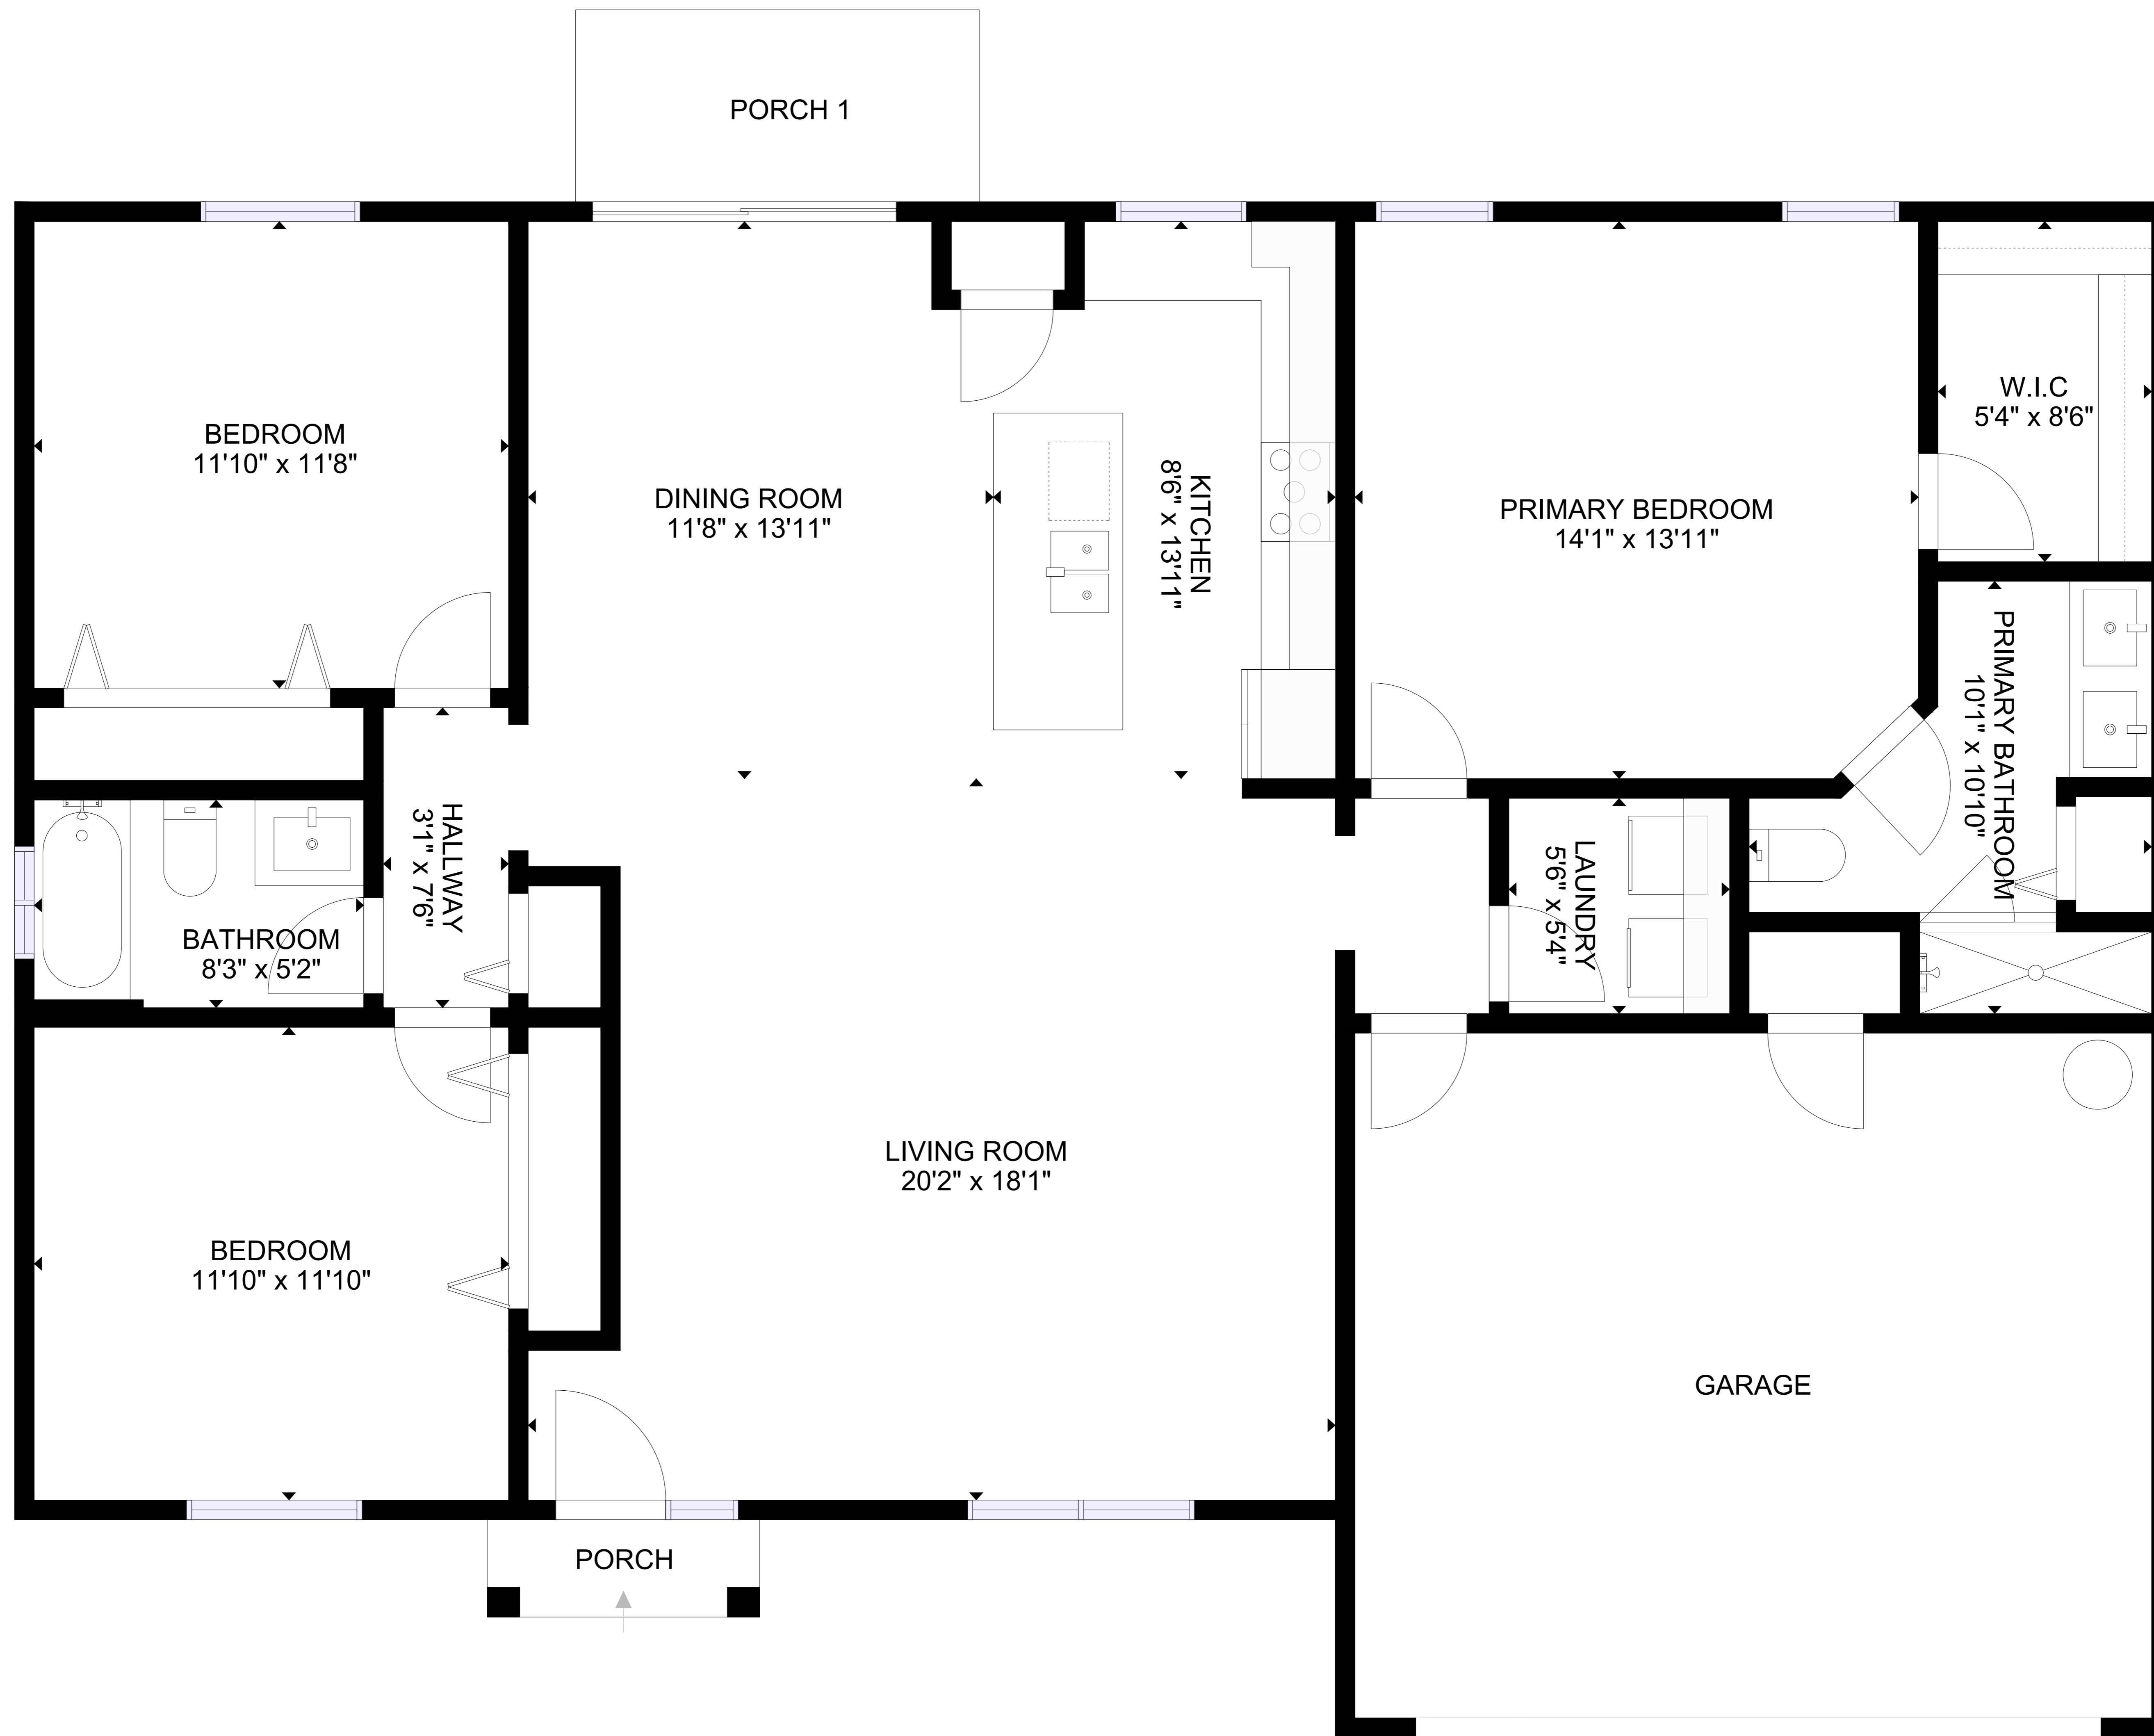 PORCH 1
BEDROOM
11'10" x 11'8"
DINING ROOM
11'8" x 13'11"
KITCHEN
8'6" x 13'11"
PRIMARY BEDROOM
14'1" x 13'11"
W.I.C
5'4" x 8'6"
PRIMARY BATHROOM
10'1" x 10'10"
HALLWAY
3'1" x 7'6"
LAUNDRY
5'6" x 5'4"
BATHROOM
8'3" x 5'2"
LIVING ROOM
20'2" x 18'1"
BEDROOM
11'10" x 11'10"
GARAGE
PORCH